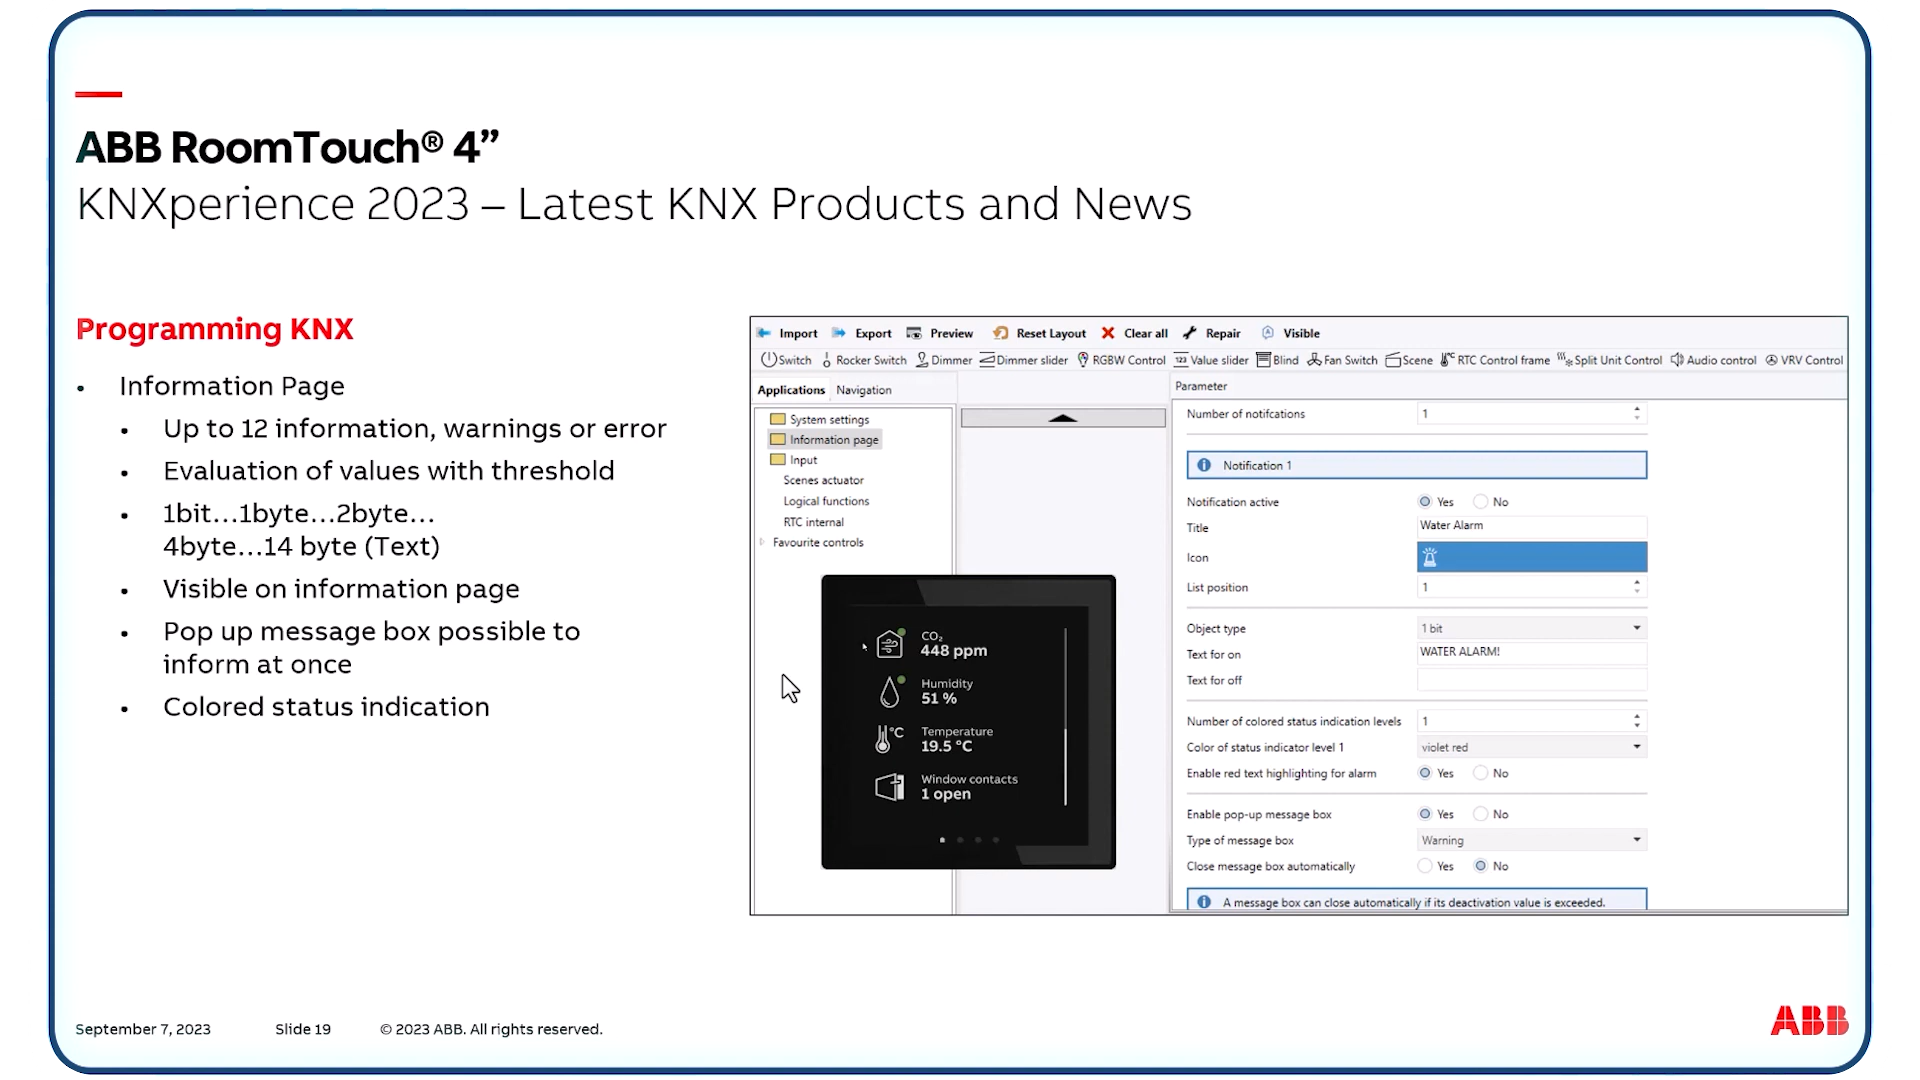 ABB RoomTouch® 4”
KNXperience 2023 – Latest KNX Products and News
Programming KNX
• Information Page
• Up to 12 information, warnings or error
• Evaluation of values with threshold
• 1bit…1byte…2byte…
4byte…14 byte (Text)
• Visible on information page
• Pop up message box possible to
inform at once
• Colored status indication
Import Export Preview Reset Layout Clear all Repair Visible
Switch Rocker Switch Dimmer Dimmer slider RGBW Control 123 Value slider Blind Fan Switch Scene RTC Control frame Split Unit Control Audio control VRV Control
Applications Navigation
System settings
Information page
Input
Scenes actuator
Logical functions
RTC internal
Favourite controls
CO₂
448 ppm
Humidity
51 %
°C Temperature
19.5 °C
Window contacts
1 open
Parameter
Number of notifcations 1
Notification 1
Notification active Yes No
Title Water Alarm
Icon
List position 1
Object type 1 bit
Text for on WATER ALARM!
Text for off
Number of colored status indication levels 1
Color of status indicator level 1 violet red
Enable red text highlighting for alarm Yes No
Enable pop-up message box Yes No
Type of message box Warning
Close message box automatically Yes No
A message box can close automatically if its deactivation value is exceeded.
September 7, 2023 Slide 19 © 2023 ABB. All rights reserved.
ABB